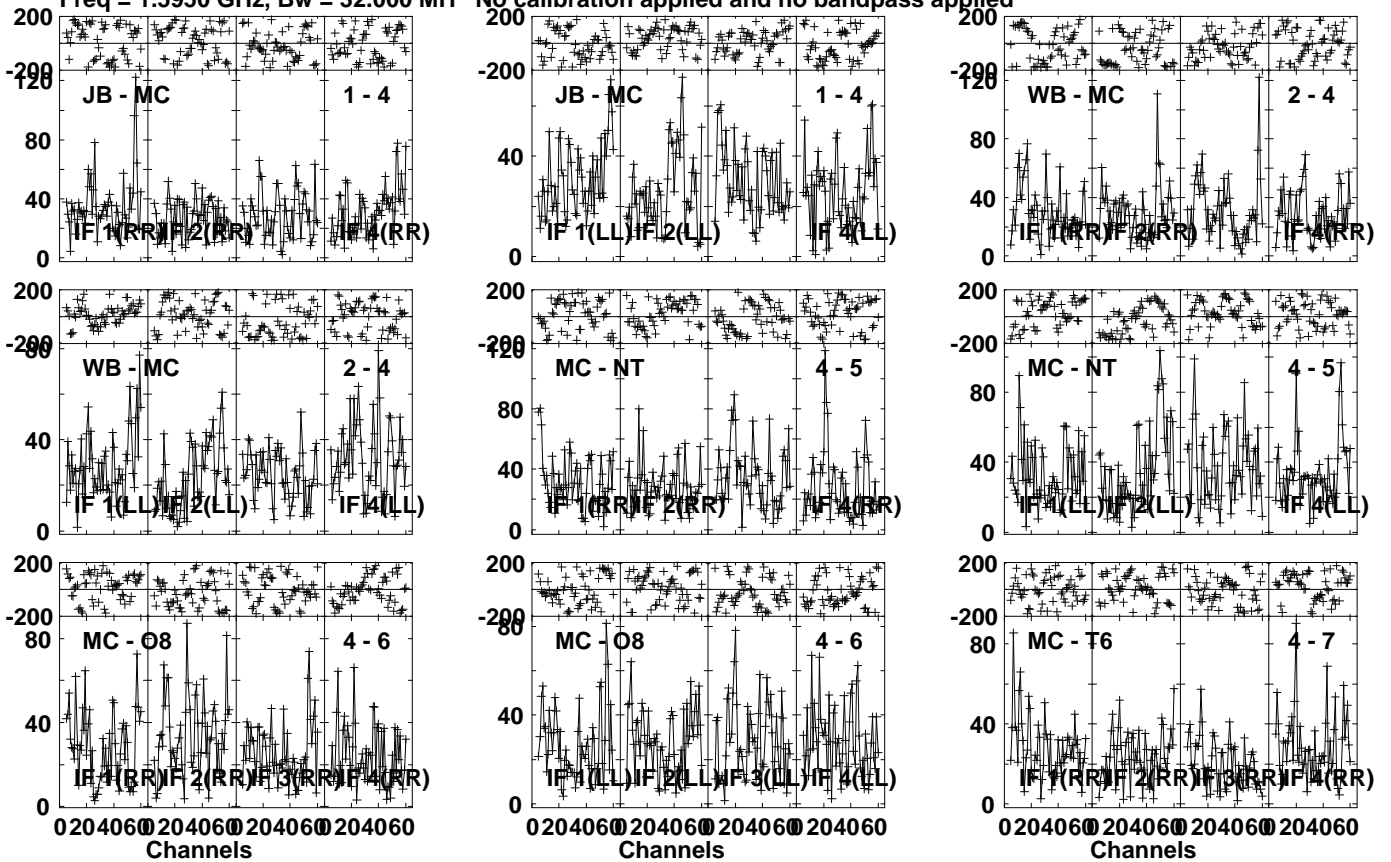 Freq = 1.5950 GHz, Bw = 32.000 MH No calibration applied and no bandpass applied
200
-200
120
80
40
0
JB - MC
1 - 4
IF 1(RR)
IF 2(RR)
IF 4(RR)
200
-200
40
0
JB - MC
1 - 4
IF 1(LL)
IF 2(LL)
IF 4(LL)
200
-200
120
80
40
0
WB - MC
2 - 4
IF 1(RR)
IF 2(RR)
IF 4(RR)
200
-200
80
40
0
WB - MC
2 - 4
IF 1(LL)
IF 2(LL)
IF 4(LL)
200
-200
120
80
40
0
MC - NT
4 - 5
IF 1(RR)
IF 2(RR)
IF 4(RR)
200
-200
80
40
0
MC - NT
4 - 5
IF 1(LL)
IF 2(LL)
IF 4(LL)
200
-200
80
40
0
MC - O8
4 - 6
IF 1(RR)
IF 2(RR)
IF 3(RR)
IF 4(RR)
0 20 40 60 0 20 40 60 0 20 40 60 0 20 40 60
Channels
200
-200
80
40
0
MC - O8
4 - 6
IF 1(LL)
IF 2(LL)
IF 3(LL)
IF 4(LL)
0 20 40 60 0 20 40 60 0 20 40 60 0 20 40 60
Channels
200
-200
80
40
0
MC - T6
4 - 7
IF 1(RR)
IF 2(RR)
IF 3(RR)
IF 4(RR)
0 20 40 60 0 20 40 60 0 20 40 60 0 20 40 60
Channels